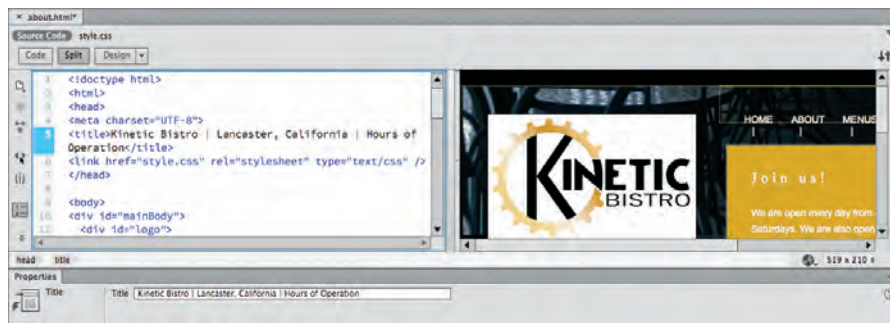 × about.html*
Source Code style.css
Code Split Design
1 <!doctype html>
2 <html>
3 <head>
4 <meta charset="UTF-8">
5 <title>Kinetic Bistro | Lancaster, California | Hours of
Operation</title>
6 <link href="style.css" rel="stylesheet" type="text/css" />
7 </head>
8
9 <body>
10 <div id="mainBody">
12 <div id="logo">
HOME ABOUT MENUS
KINETIC
BISTRO
Join us!
We are open every day from
Saturdays. We are also open
head title
519 x 210
Properties
Title
Title Kinetic Bistro | Lancaster, California | Hours of Operation